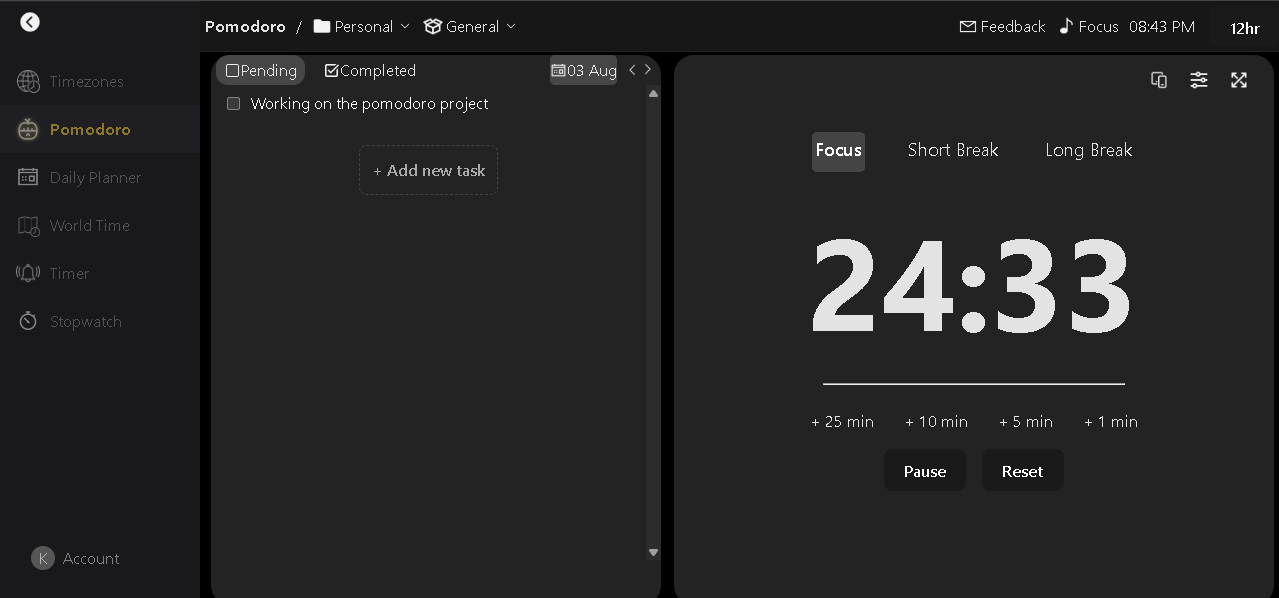 Pomodoro / Personal General
Feedback Focus 08:43 PM 12hr
Timezones
Pomodoro
Daily Planner
World Time
Timer
Stopwatch
K Account
Pending Completed 03 Aug
Working on the pomodoro project
+ Add new task
Focus Short Break Long Break
24:33
+ 25 min + 10 min + 5 min + 1 min
Pause Reset